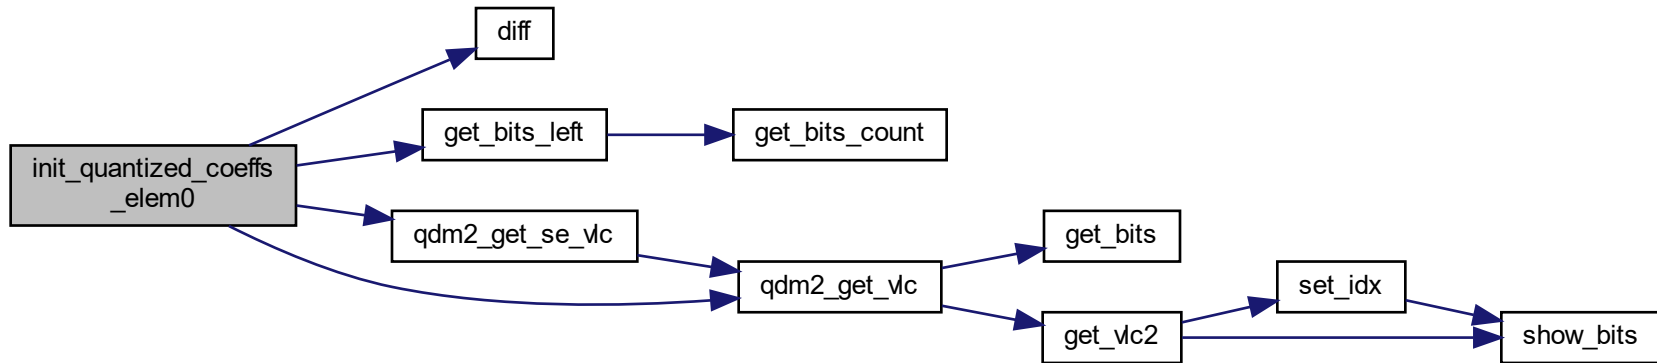 diff
get_bits_left
get_bits_count
init_quantized_coeffs
_elem0
qdm2_get_se_vlc
get_bits
qdm2_get_vlc
set_idx
get_vlc2
show_bits